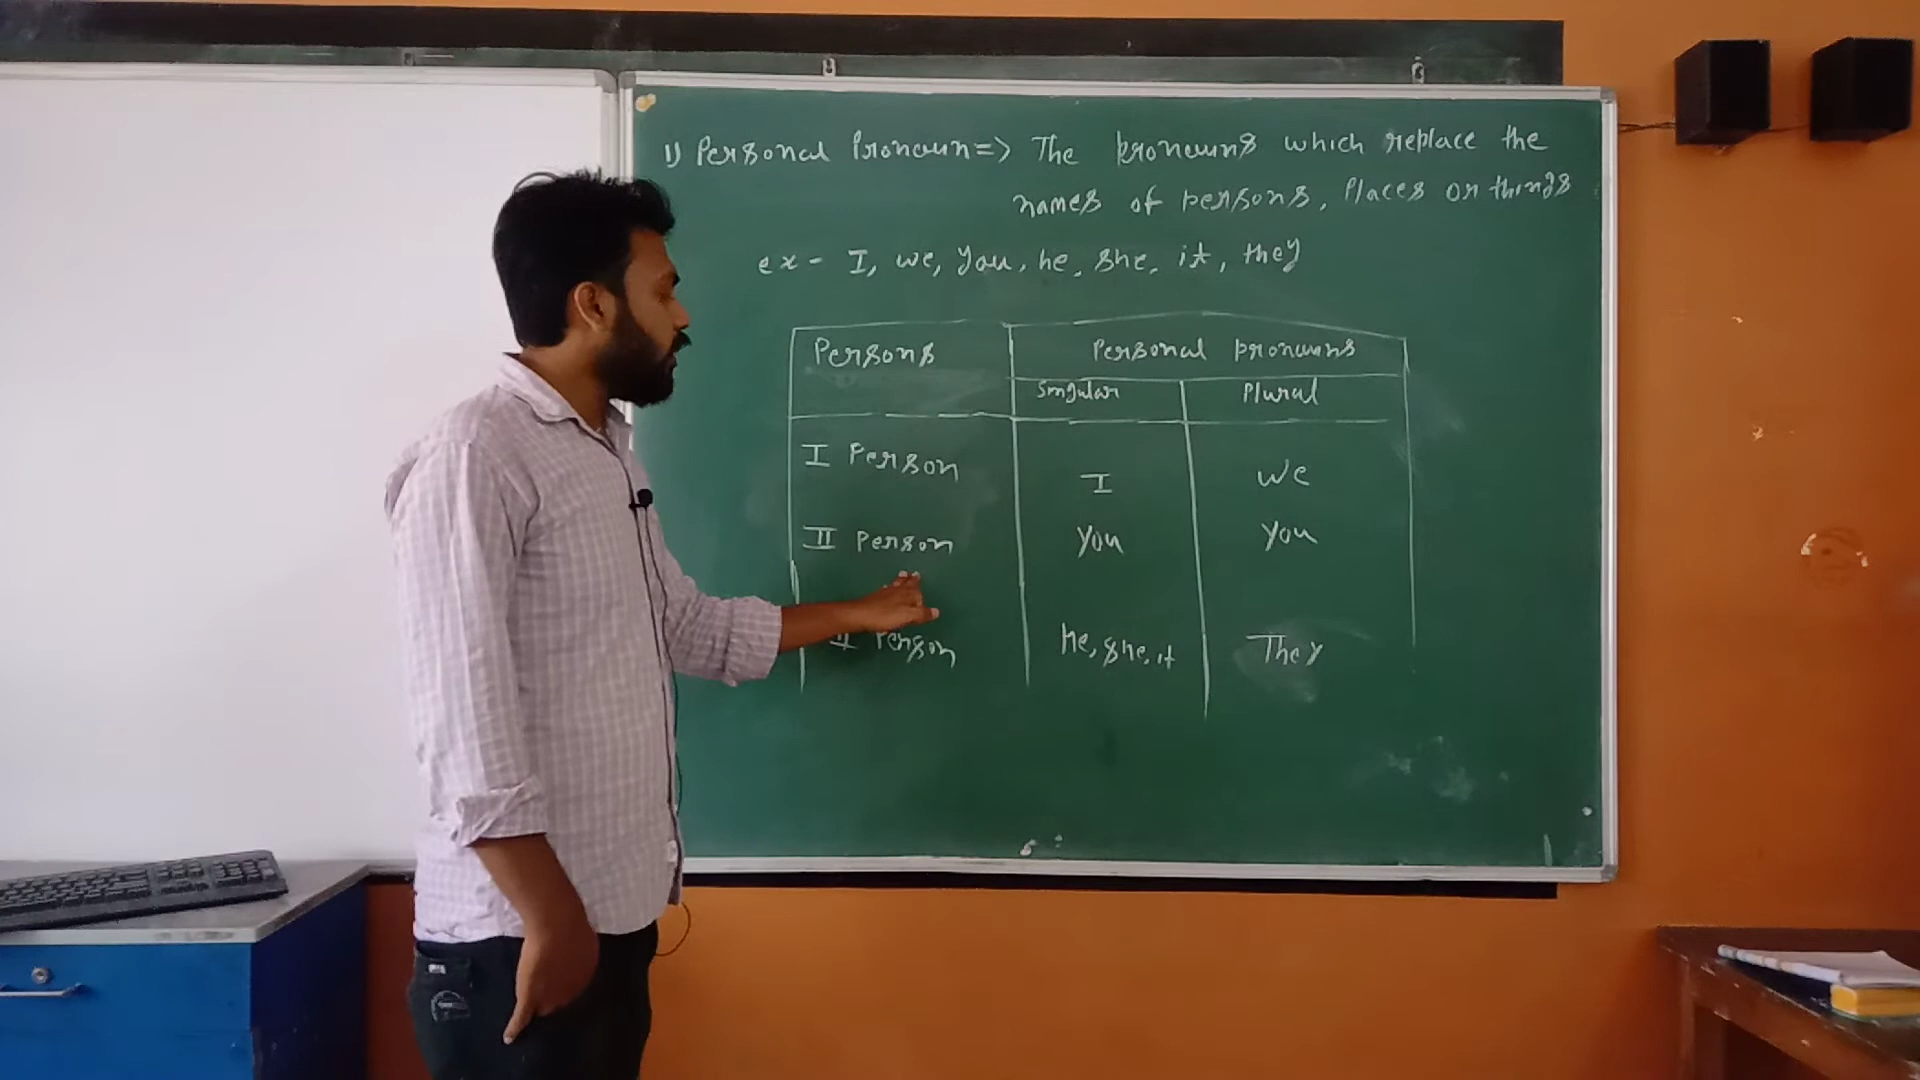 1) Personal Pronoun => The pronouns which replace the
names of persons, Places or things
ex - I, we, you, he, she, it, they
Persons Personal pronouns
Singular Plural
I Person I we
II Person you you
Person he, she, it They